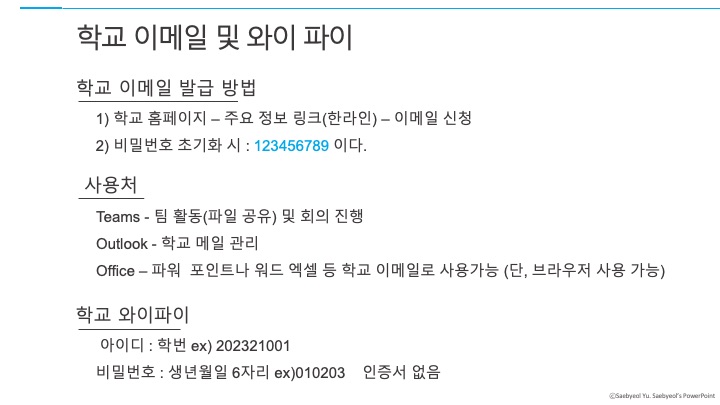 학교 이메일 및 와이 파이
학교 이메일 발급 방법
1) 학교 홈페이지 – 주요 정보 링크(한라인) – 이메일 신청
2) 비밀번호 초기화 시 : 123456789 이다.
사용처
Teams - 팀 활동(파일 공유) 및 회의 진행
Outlook - 학교 메일 관리
Office – 파워  포인트나 워드 엑셀 등 학교 이메일로 사용가능 (단, 브라우저 사용 가능)
학교 와이파이
아이디 : 학번 ex) 202321001
비밀번호 : 생년월일 6자리 ex)010203    인증서 없음
ⓒSaebyeol Yu. Saebyeol's PowerPoint